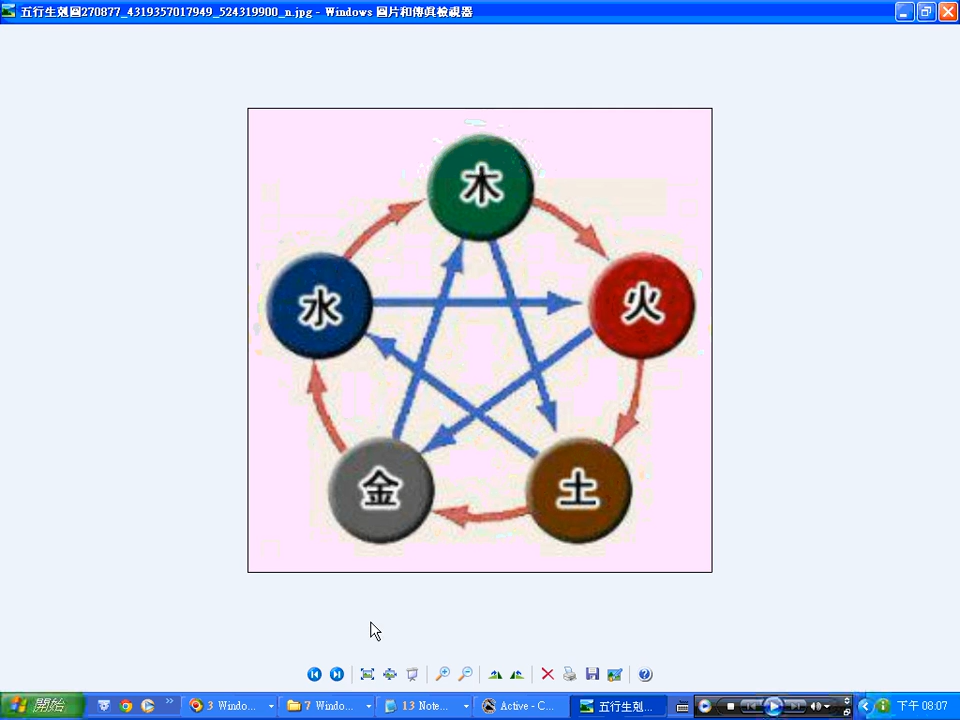 五行生剋圖270877_4319357017949_524319900_n.jpg - Windows 圖片和傳真檢視器
木
水
火
金
土
開始
3 Windo...
7 Windo...
13 Note...
Active - C...
五行生剋...
下午 08:07